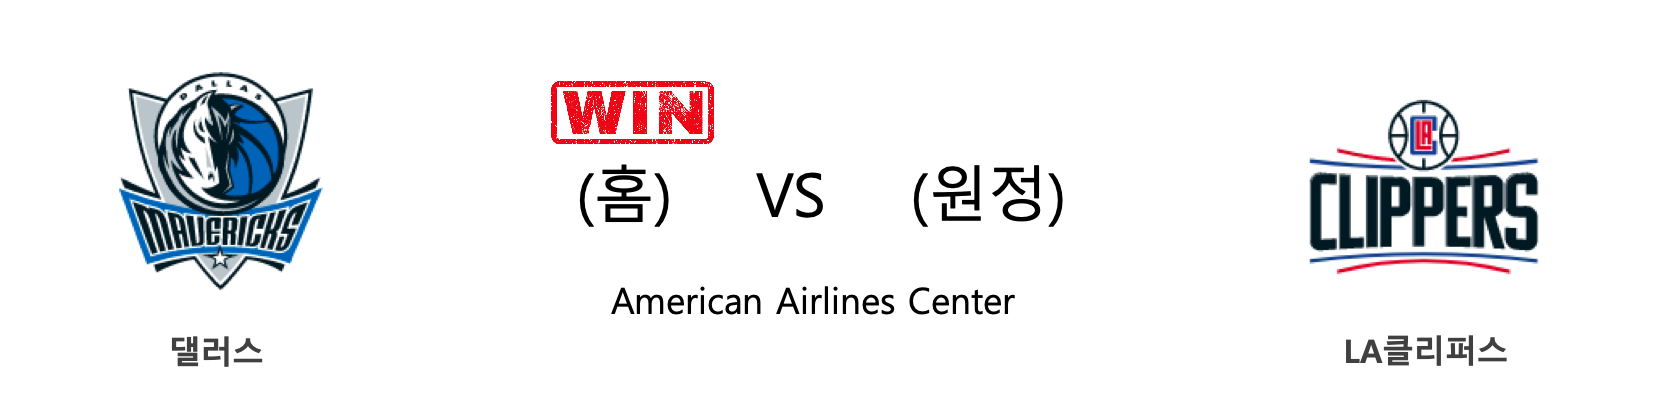 DALLAS
MAVERICKS
댈러스
WIN
(홈) VS (원정)
American Airlines Center
LA
CLIPPERS
LA클리퍼스